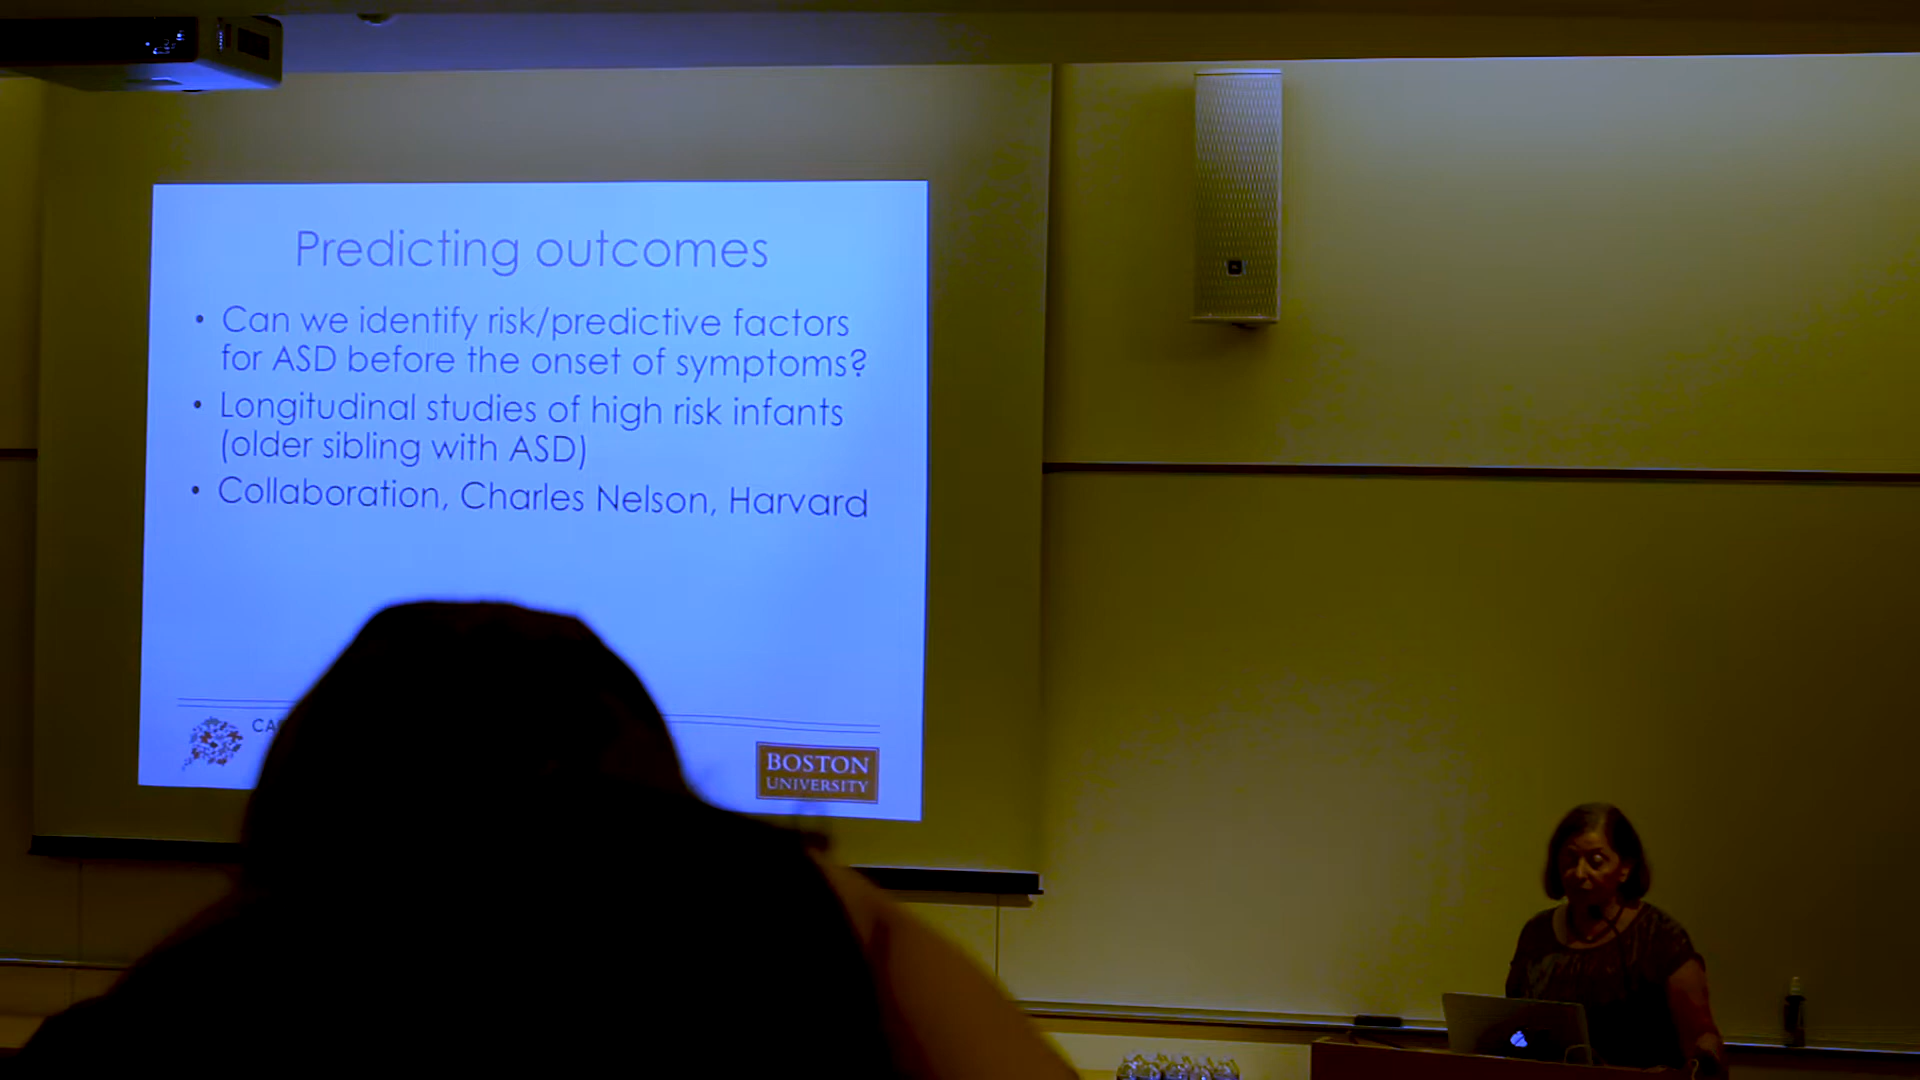 Predicting outcomes
• Can we identify risk/predictive factors
for ASD before the onset of symptoms?
• Longitudinal studies of high risk infants
(older sibling with ASD)
• Collaboration, Charles Nelson, Harvard
BOSTON
UNIVERSITY